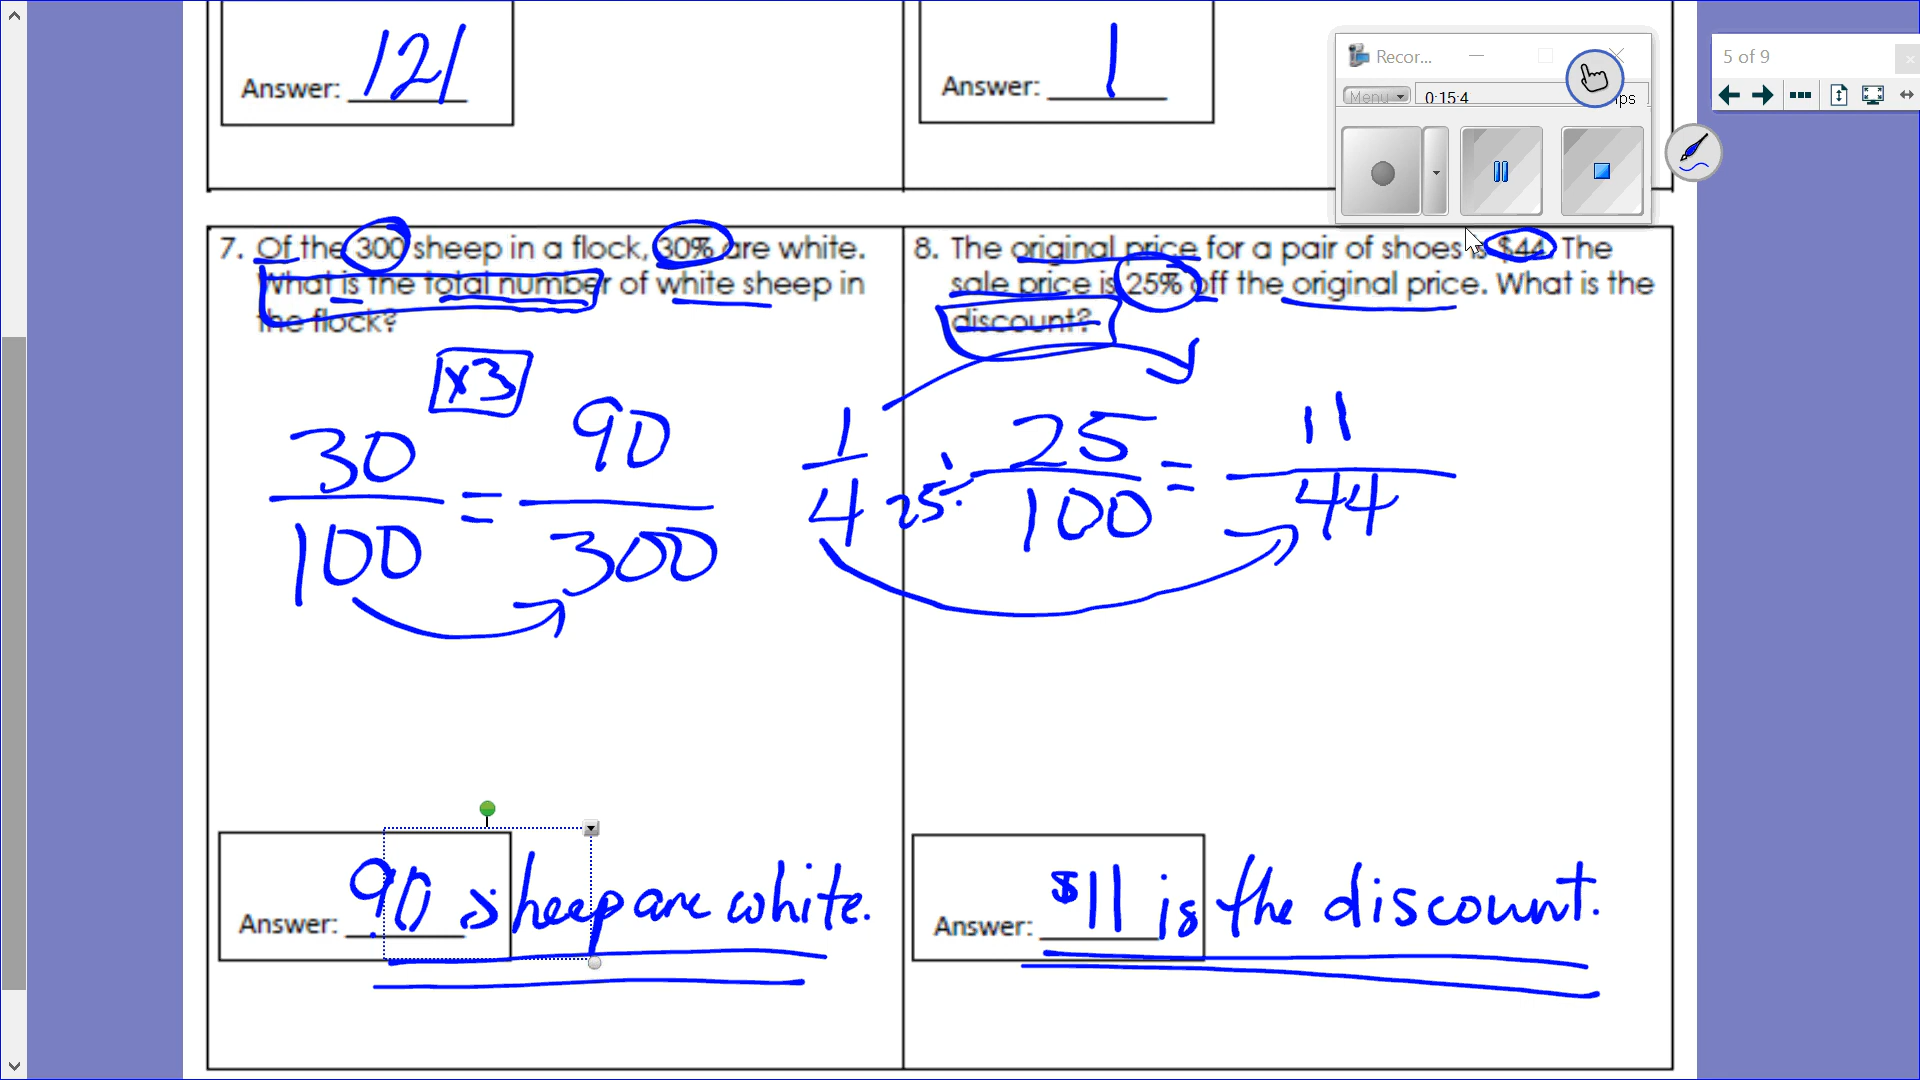 Answer: 121
Answer: 1
Recor...
Menu
0:15:4
ps
5 of 9
7. Of the 300 sheep in a flock, 30% are white.
What is the total number of white sheep in
the flock?
x3
30/100 = 90/300
90 sheep are white.
Answer:
8. The original price for a pair of shoes is $44. The
sale price is 25% off the original price. What is the
discount?
1/4 25÷ 25/100 = 11/44
$11 is the discount.
Answer: